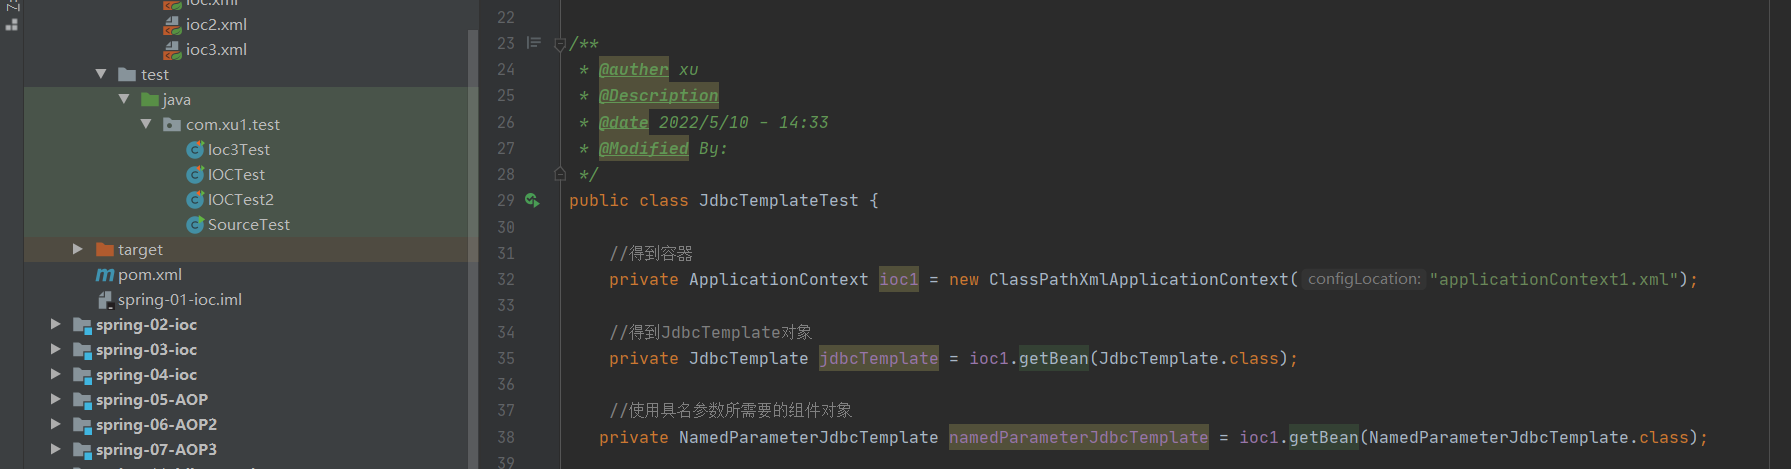 ioc.xml
ioc2.xml
ioc3.xml
test
java
com.xu1.test
Ioc3Test
IOCTest
IOCTest2
SourceTest
target
pom.xml
spring-01-ioc.iml
spring-02-ioc
spring-03-ioc
spring-04-ioc
spring-05-AOP
spring-06-AOP2
spring-07-AOP3
22
23 /**
24 * @auther xu
25 * @Description
26 * @date 2022/5/10 - 14:33
27 * @Modified By:
28 */
29 public class JdbcTemplateTest {
30
31 //得到容器
32 private ApplicationContext ioc1 = new ClassPathXmlApplicationContext( configLocation: "applicationContext1.xml");
33
34 //得到JdbcTemplate对象
35 private JdbcTemplate jdbcTemplate = ioc1.getBean(JdbcTemplate.class);
36
37 //使用具名参数所需要的组件对象
38 private NamedParameterJdbcTemplate namedParameterJdbcTemplate = ioc1.getBean(NamedParameterJdbcTemplate.class);
39